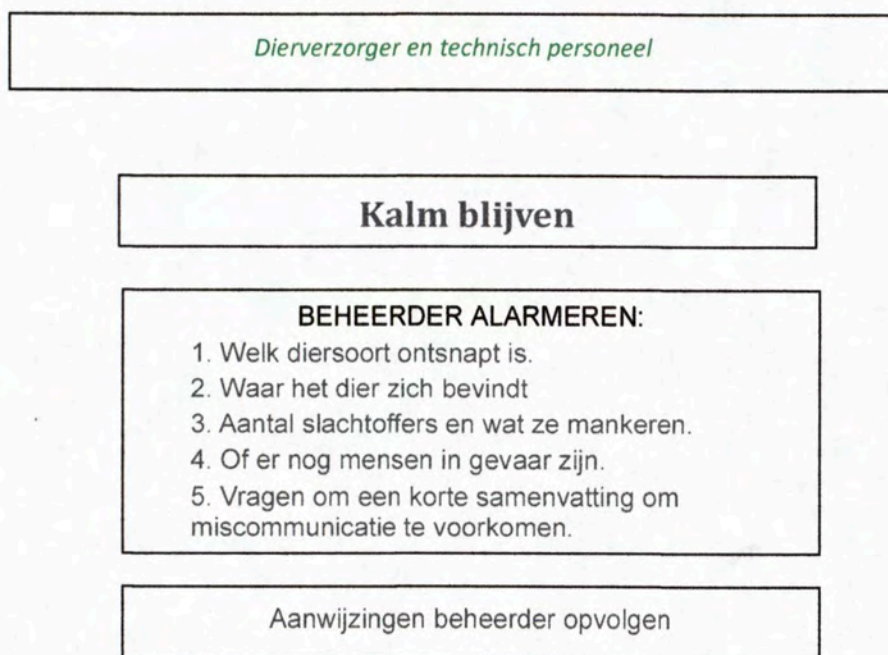 Dierverzorger en technisch personeel
Kalm blijven
BEHEERDER ALARMEREN:
1. Welk diersoort ontsnapt is.
2. Waar het dier zich bevindt
3. Aantal slachtoffers en wat ze mankeren.
4. Of er nog mensen in gevaar zijn.
5. Vragen om een korte samenvatting om
miscommunicatie te voorkomen.
Aanwijzingen beheerder opvolgen